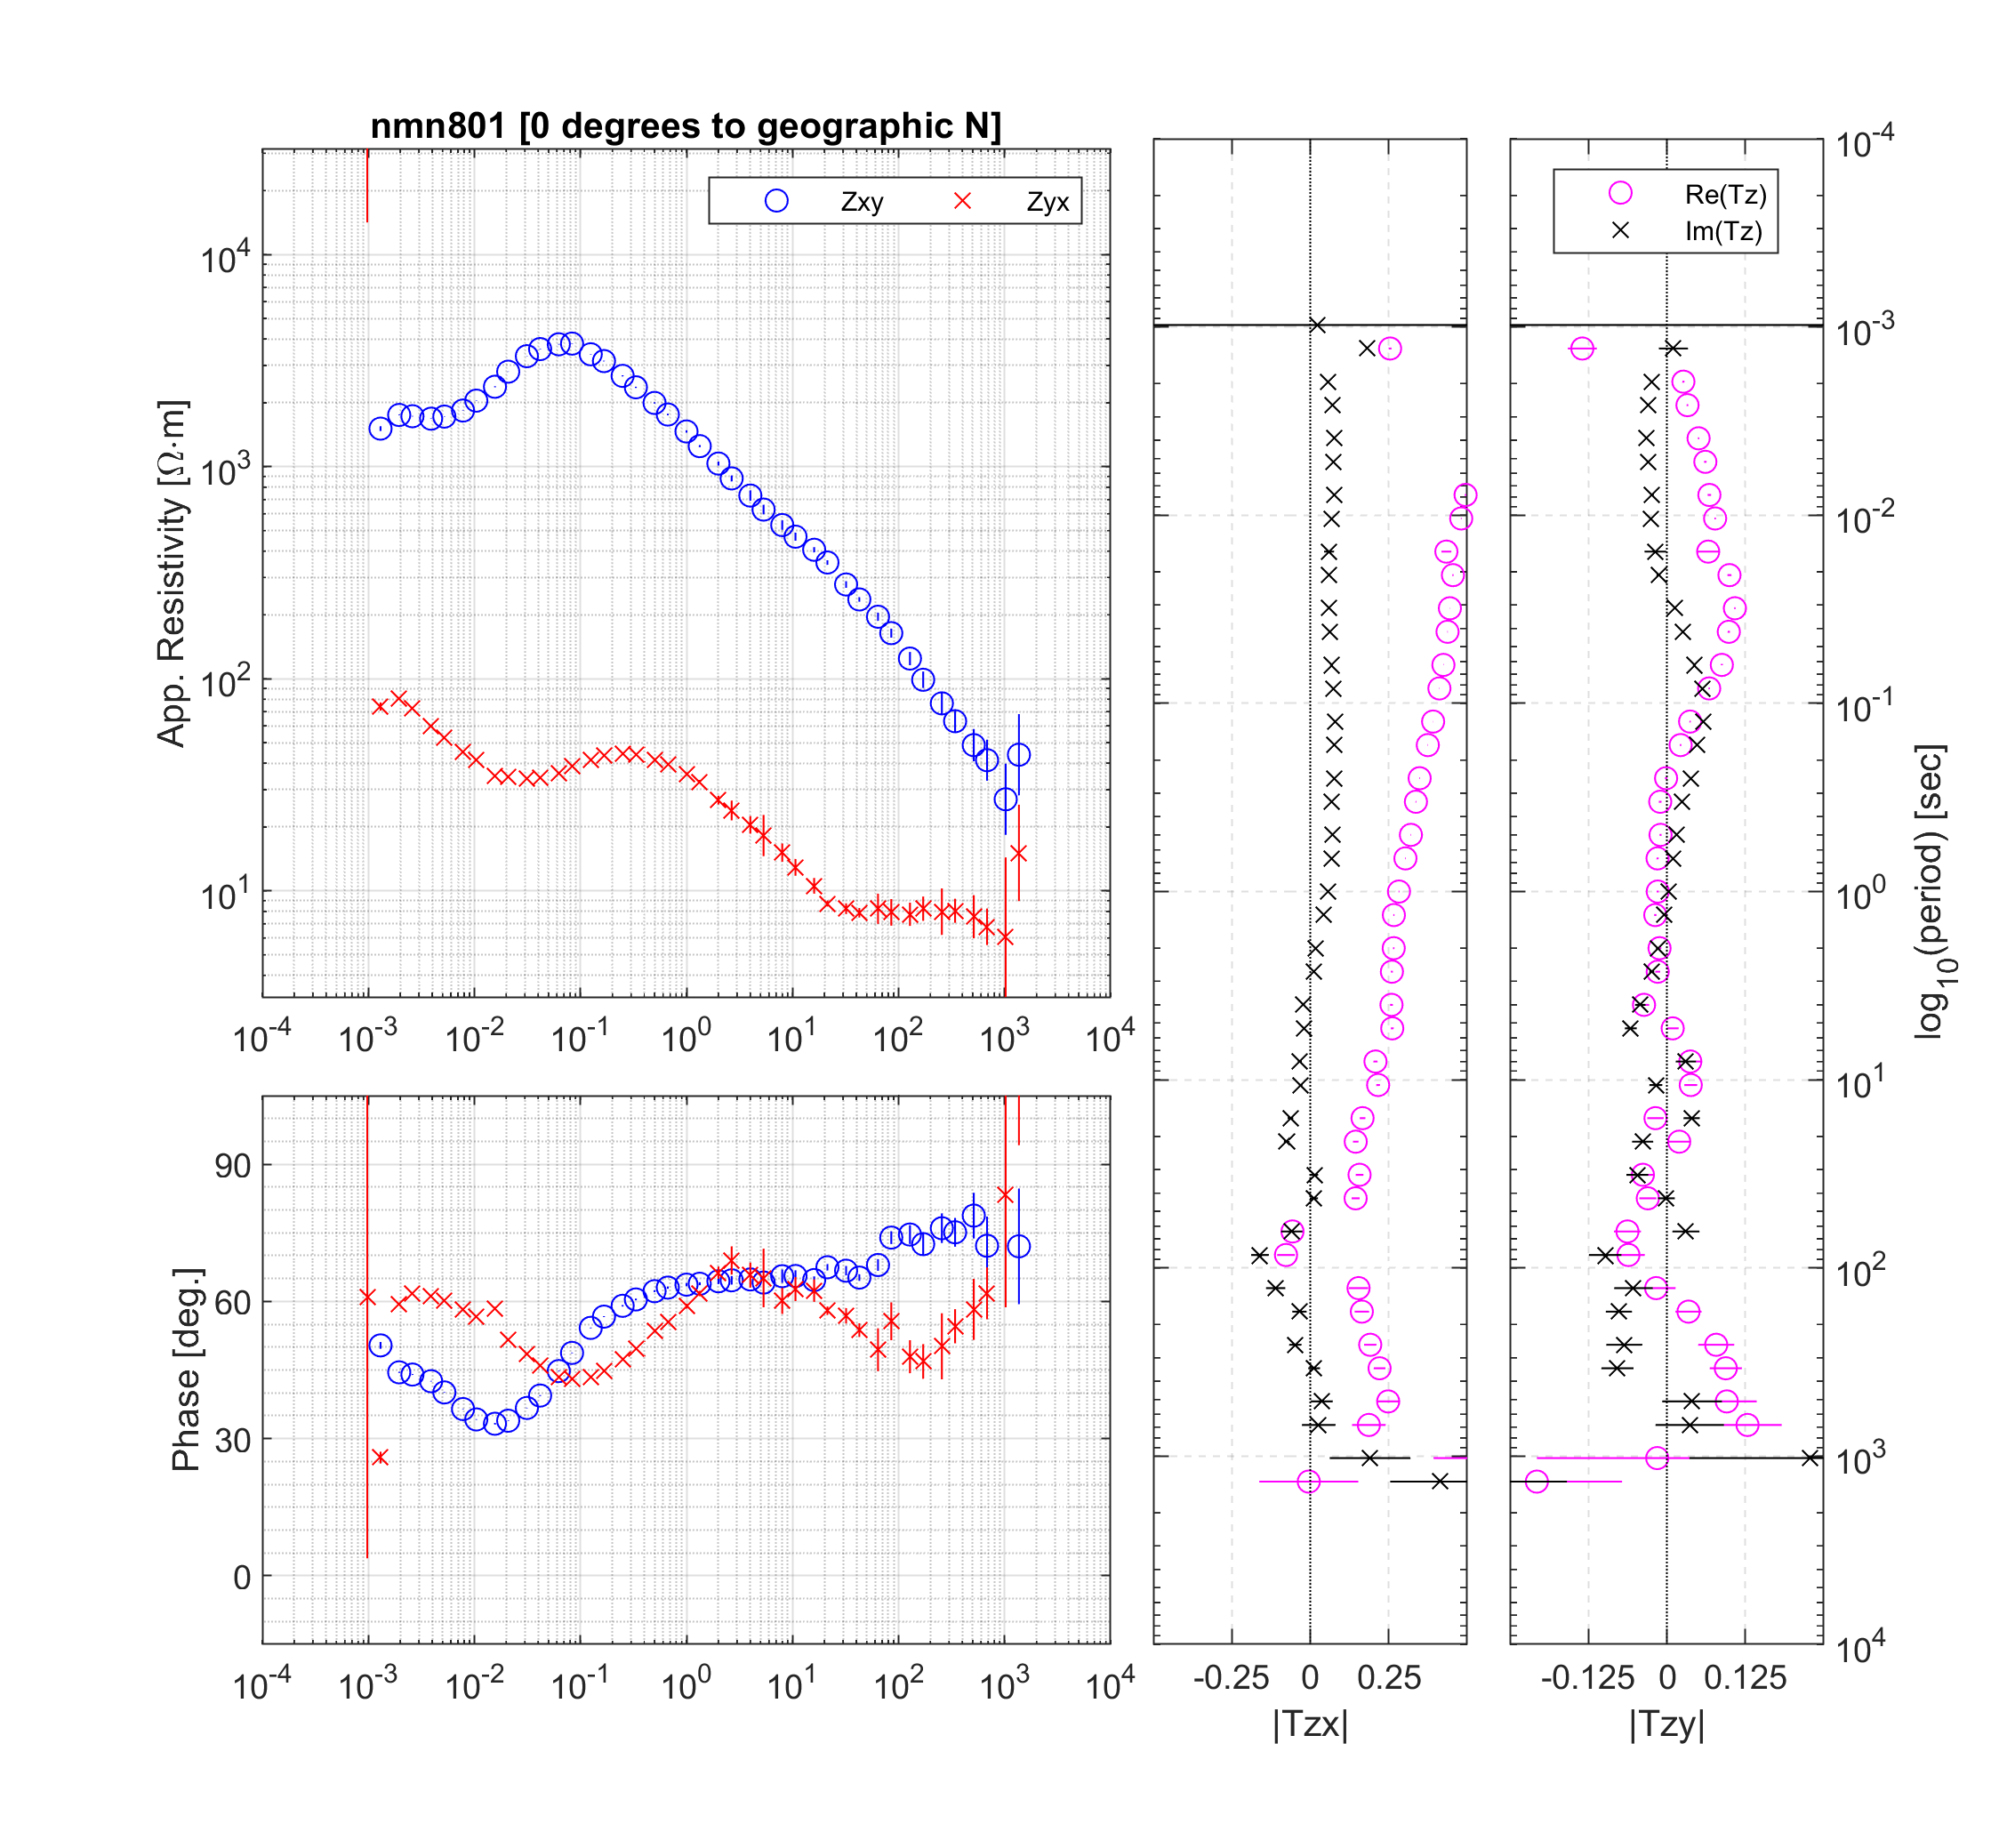 nmn801 [0 degrees to geographic N]
Zxy Zyx
App. Resistivity [Ω·m]
10^4
10^3
10^2
10^1
10^-4 10^-3 10^-2 10^-1 10^0 10^1 10^2 10^3 10^4
Phase [deg.]
90
60
30
0
10^-4 10^-3 10^-2 10^-1 10^0 10^1 10^2 10^3 10^4
-0.25 0 0.25
|Tzx|
Re(Tz)
Im(Tz)
-0.125 0 0.125
|Tzy|
10^-4
10^-3
10^-2
10^-1
10^0
10^1
10^2
10^3
10^4
log_10(period) [sec]